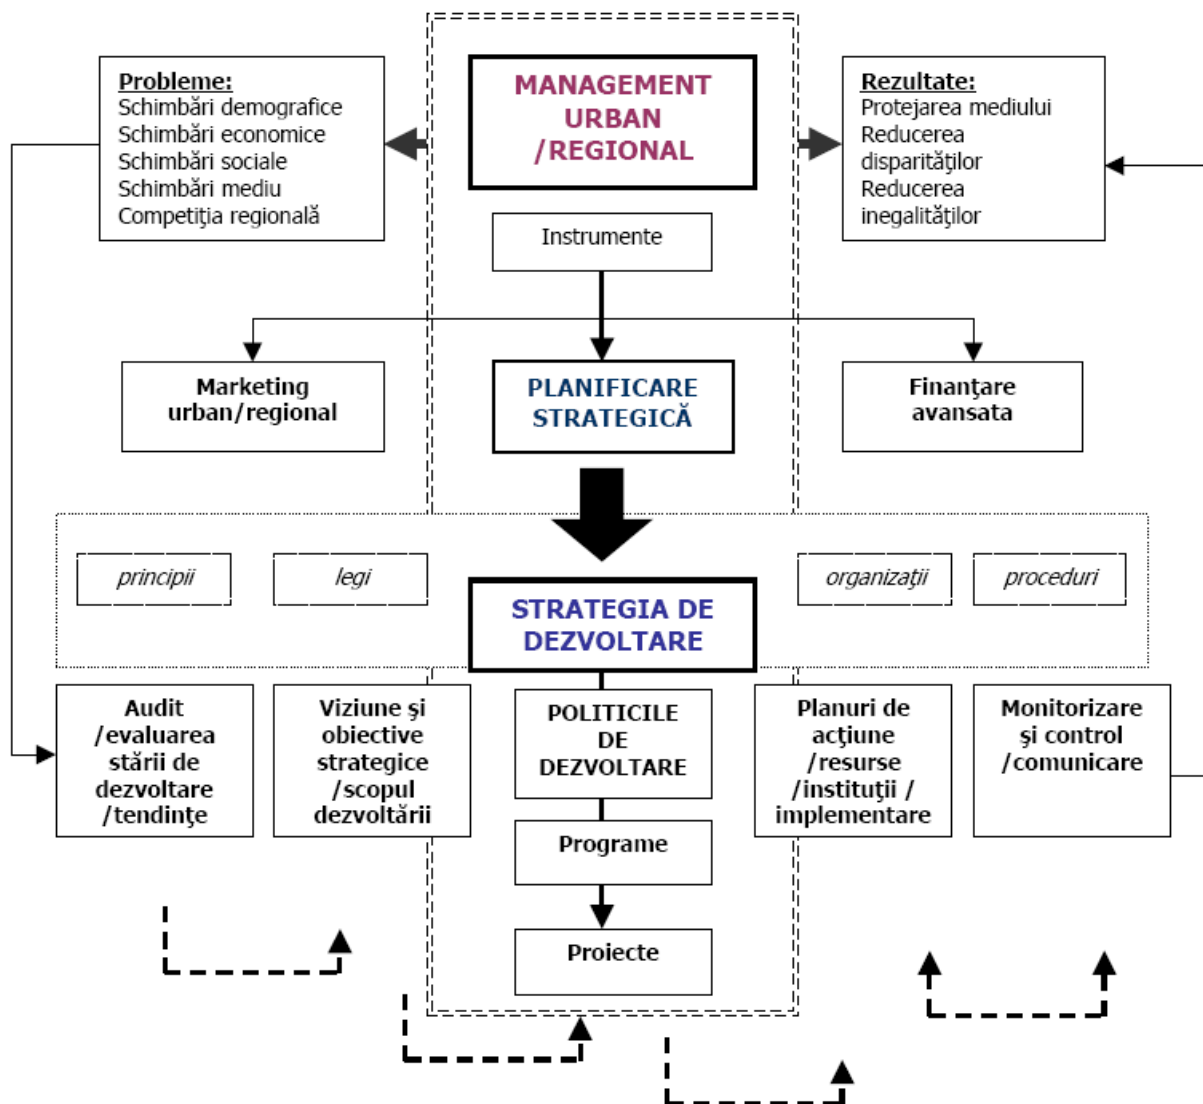 Probleme:
Schimbări demografice
Schimbări economice
Schimbări sociale
Schimbări mediu
Competiţia regională
MANAGEMENT
URBAN
/REGIONAL
Rezultate:
Protejarea mediului
Reducerea
disparităţilor
Reducerea
inegalităţilor
Instrumente
Marketing
urban/regional
PLANIFICARE
STRATEGICĂ
Finanţare
avansata
principii
legi
organizaţii
proceduri
STRATEGIA DE
DEZVOLTARE
Audit
/evaluarea
stării de
dezvoltare
/tendinţe
Viziune şi
obiective
strategice
/scopul
dezvoltării
POLITICILE
DE
DEZVOLTARE
Planuri de
acţiune
/resurse
/instituţii /
implementare
Monitorizare
şi control
/comunicare
Programe
Proiecte